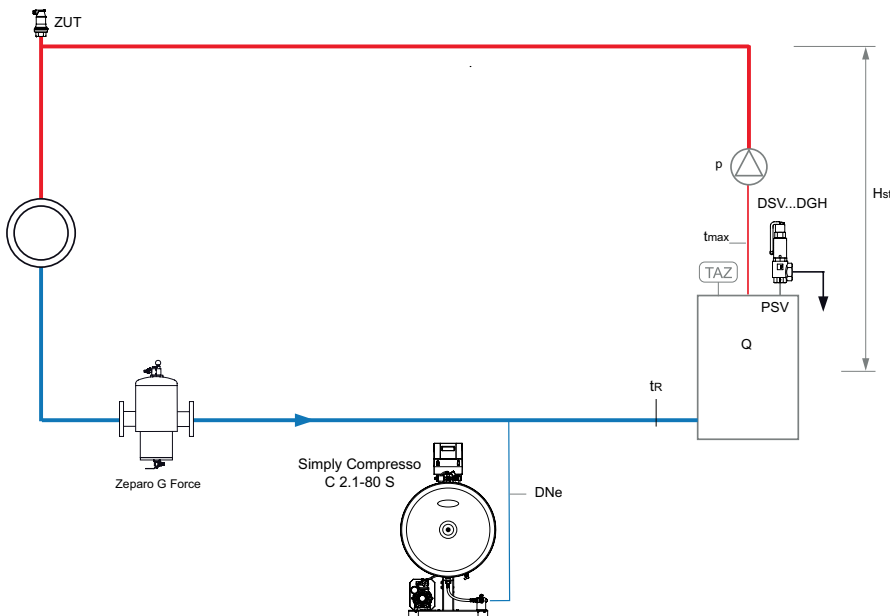 ZUT
p
Hst
DSV...DGH
tmax
TAZ
PSV
Q
tR
Simply Compresso
C 2.1-80 S
DNe
Zeparo G Force